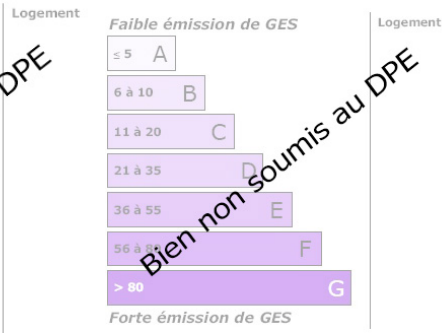 Logement
Logement
Faible émission de GES
≤ 5 A
6 à 10 B
11 à 20 C
21 à 35 D
36 à 55 E
56 à 80 F
> 80 G
Forte émission de GES
DPE
Bien non soumis au DPE